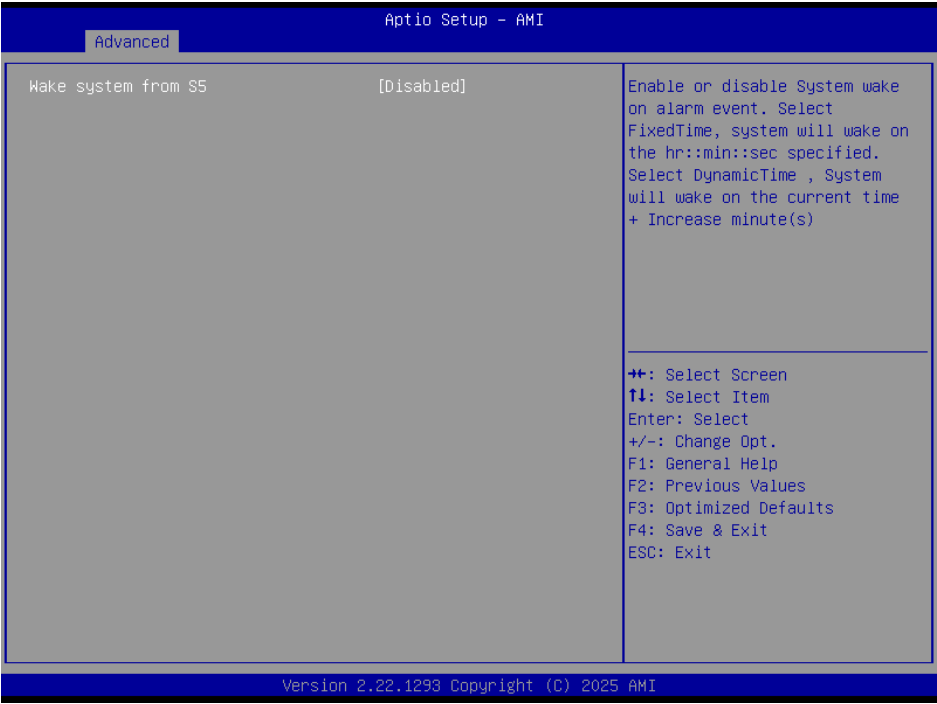 Aptio Setup – AMI
Advanced
Wake system from S5 [Disabled]
Enable or disable System wake
on alarm event. Select
FixedTime, system will wake on
the hr::min::sec specified.
Select DynamicTime , System
will wake on the current time
+ Increase minute(s)
→←: Select Screen
↑↓: Select Item
Enter: Select
+/-: Change Opt.
F1: General Help
F2: Previous Values
F3: Optimized Defaults
F4: Save & Exit
ESC: Exit
Version 2.22.1293 Copyright (C) 2025 AMI